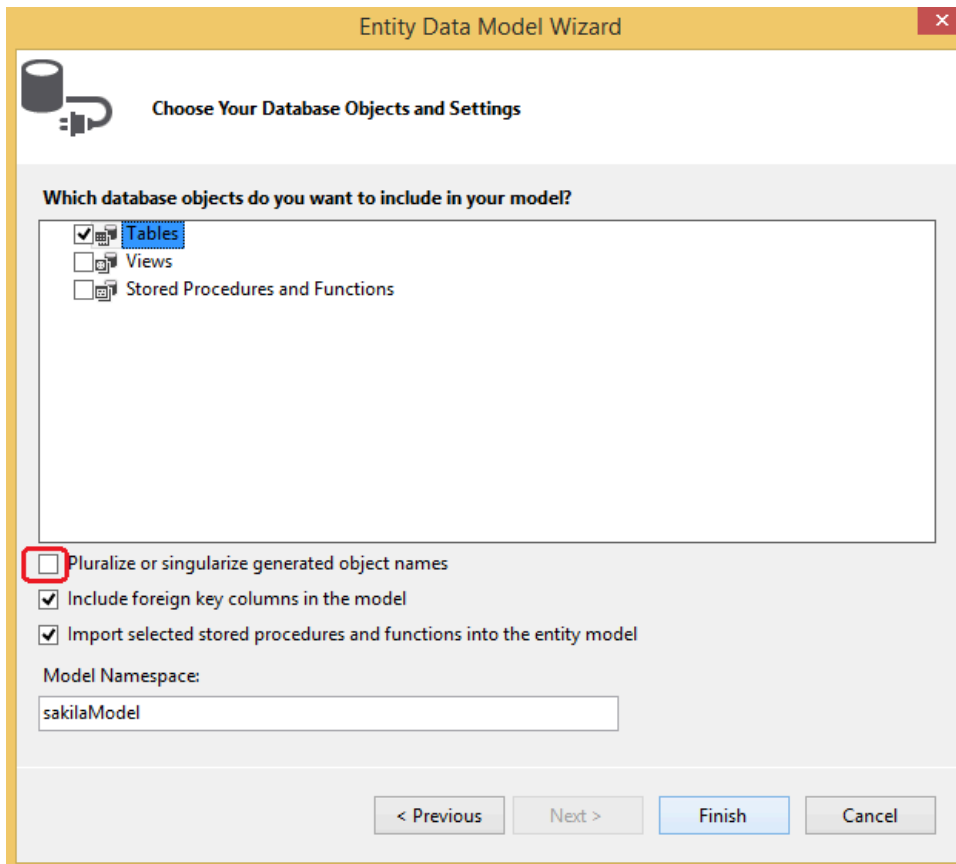 Entity Data Model Wizard
Choose Your Database Objects and Settings
Which database objects do you want to include in your model?
Tables
Views
Stored Procedures and Functions
Pluralize or singularize generated object names
Include foreign key columns in the model
Import selected stored procedures and functions into the entity model
Model Namespace:
sakilaModel
< Previous
Next >
Finish
Cancel